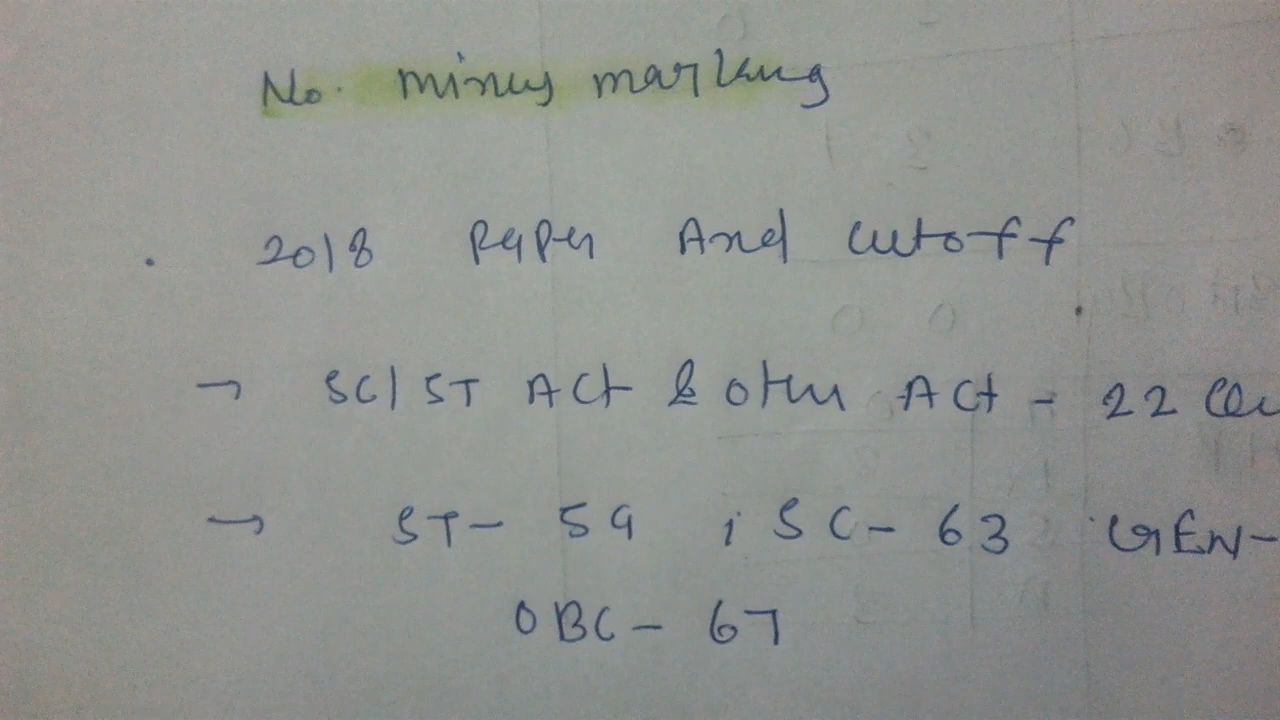 No. minus marking
. 2018 Paper And cutoff
→ SC/ST Act & other Act - 22
→ ST- 59 ; SC- 63 GEN-
OBC- 67